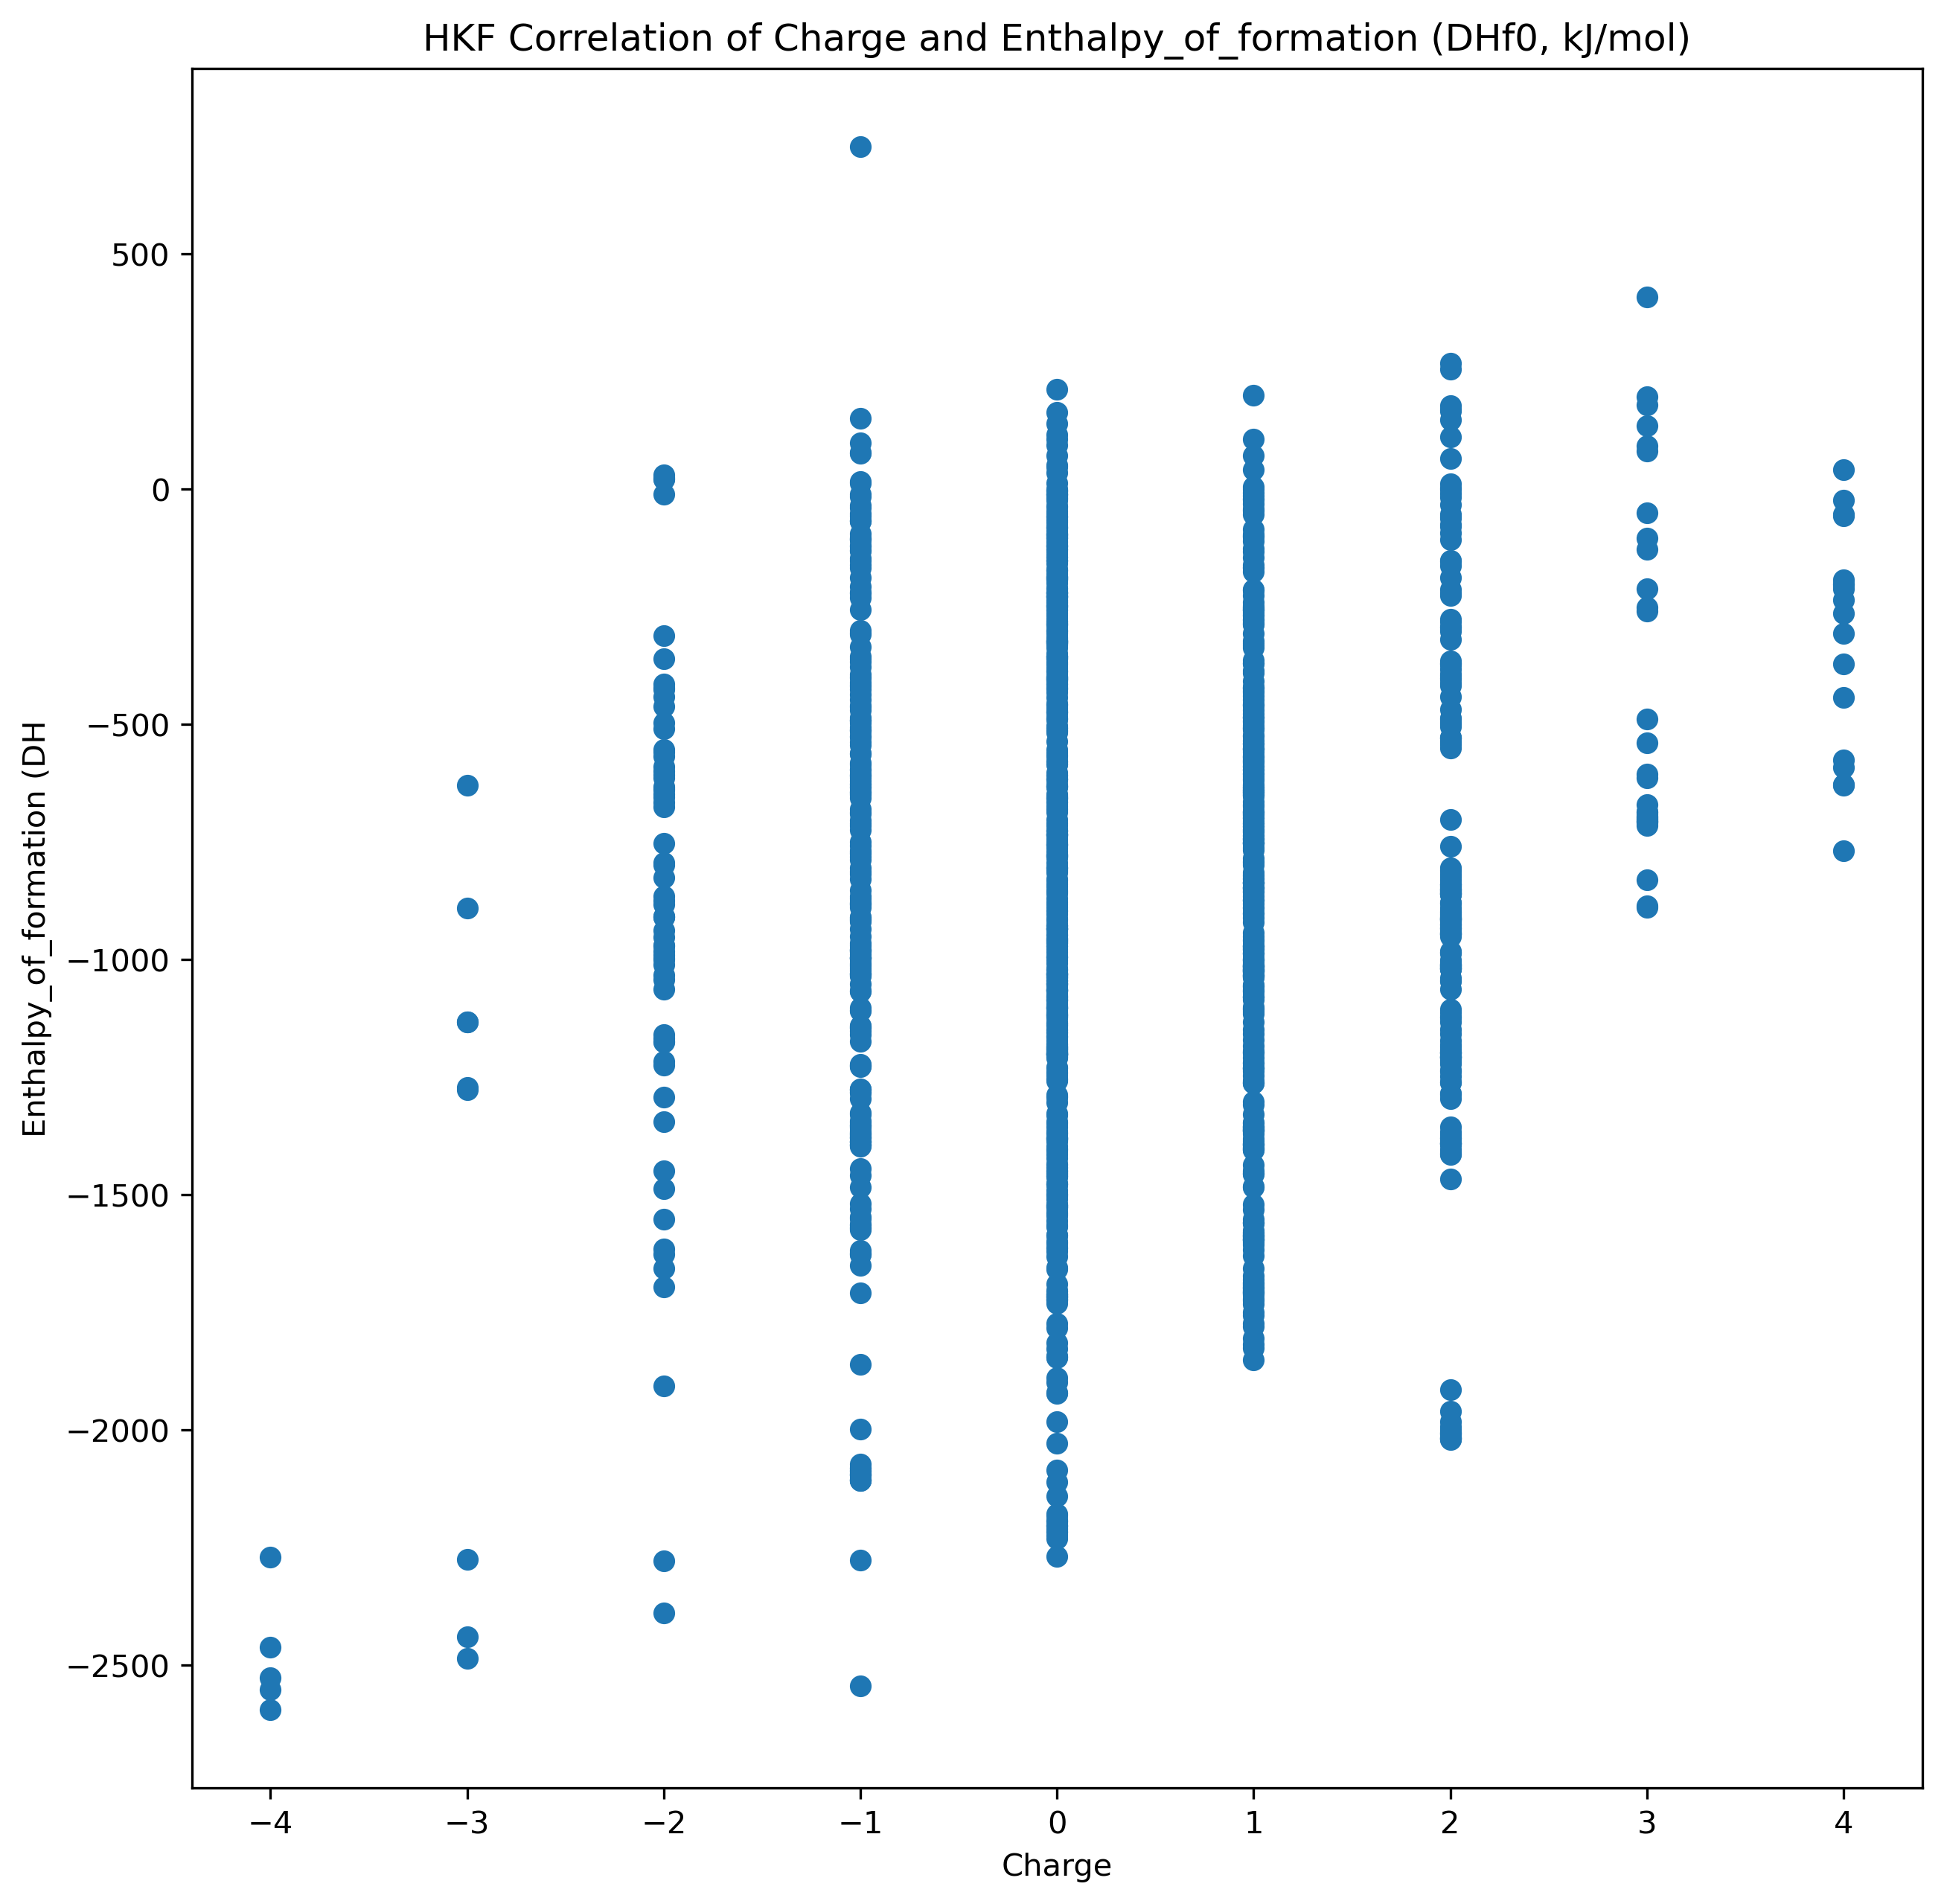 HKF Correlation of Charge and Enthalpy_of_formation (DHf0, kJ/mol)
Enthalpy_of_formation (DH
500
0
−500
−1000
−1500
−2000
−2500
−4 −3 −2 −1 0 1 2 3 4
Charge